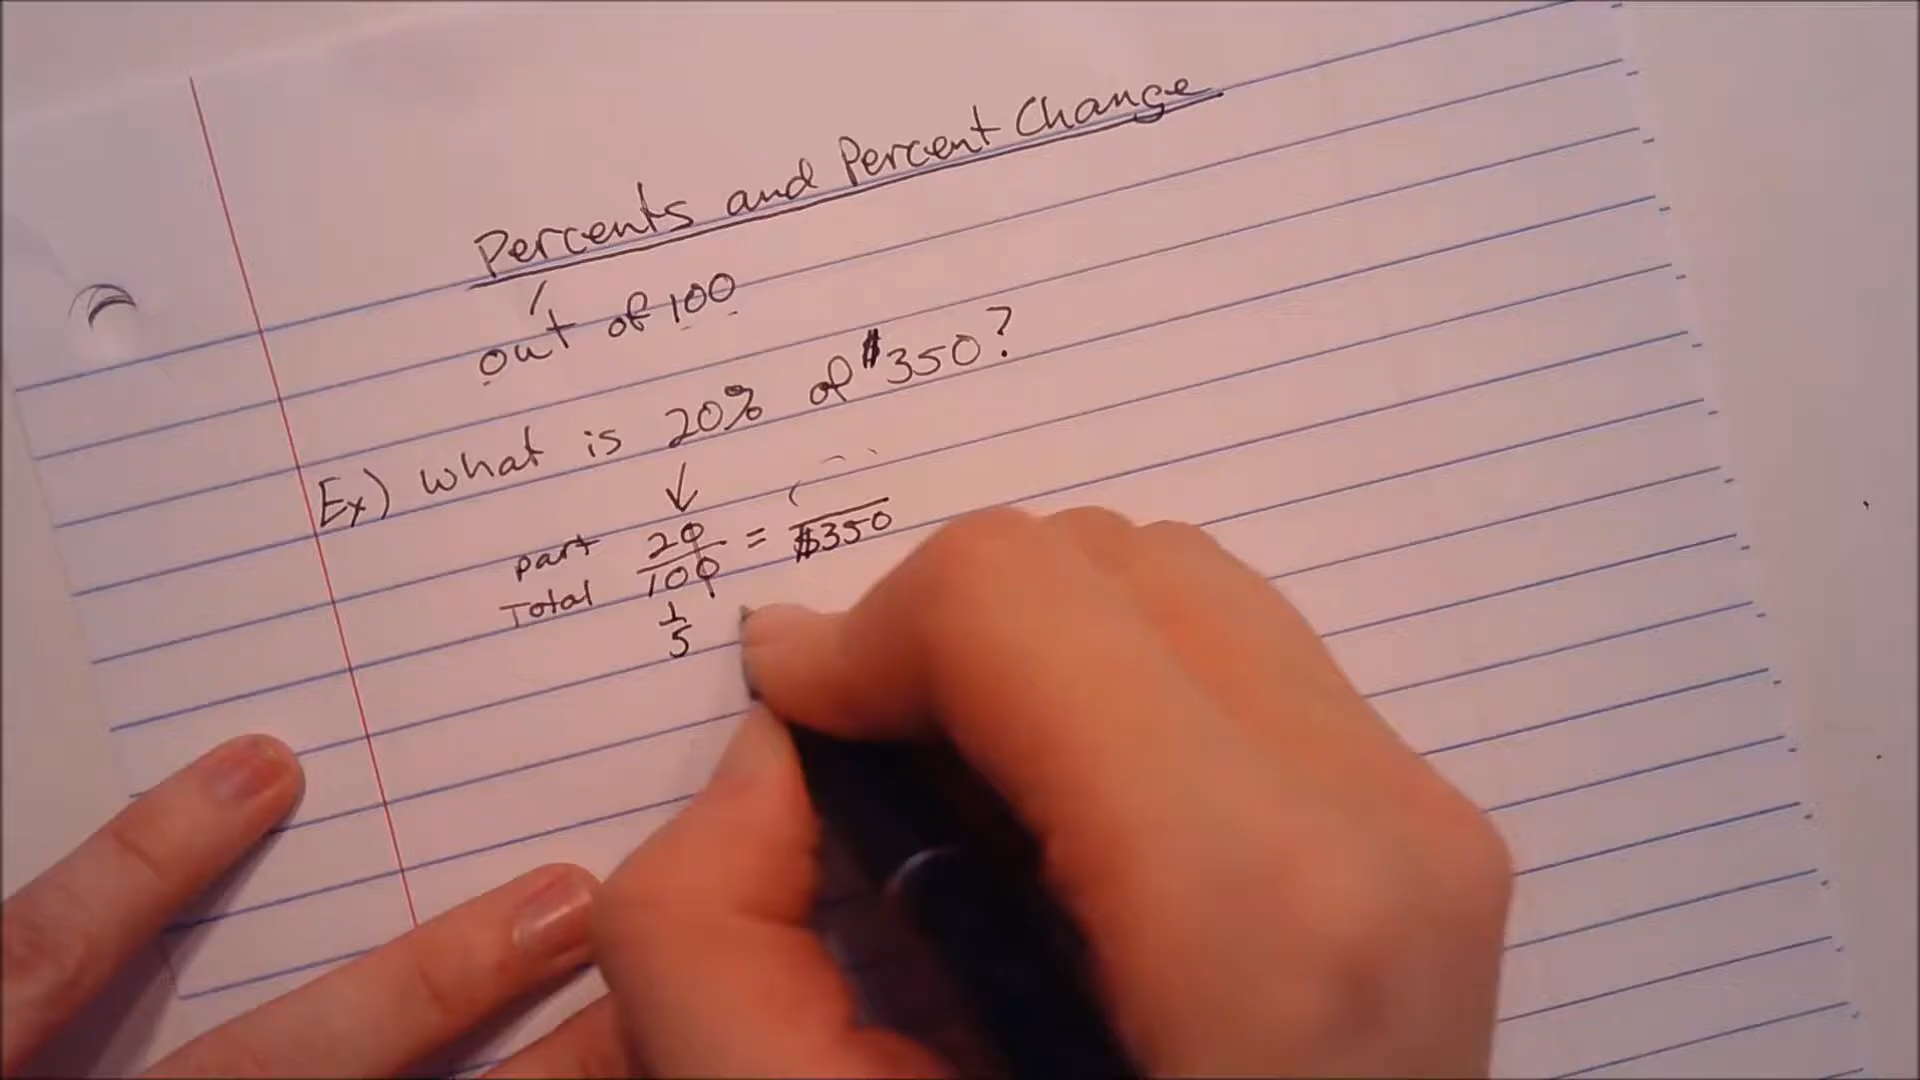 Percents and Percent Change
out of 100
Ex) what is 20% of $350?
part 20 =
Total 100 $350
1
5